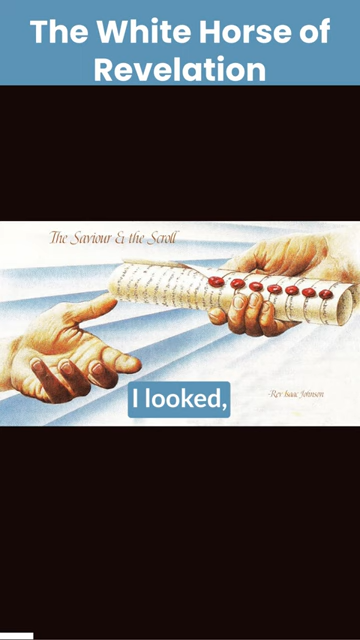 The White Horse of
Revelation
The Saviour & the Scroll
I looked,
-Rev Isaac Johnson